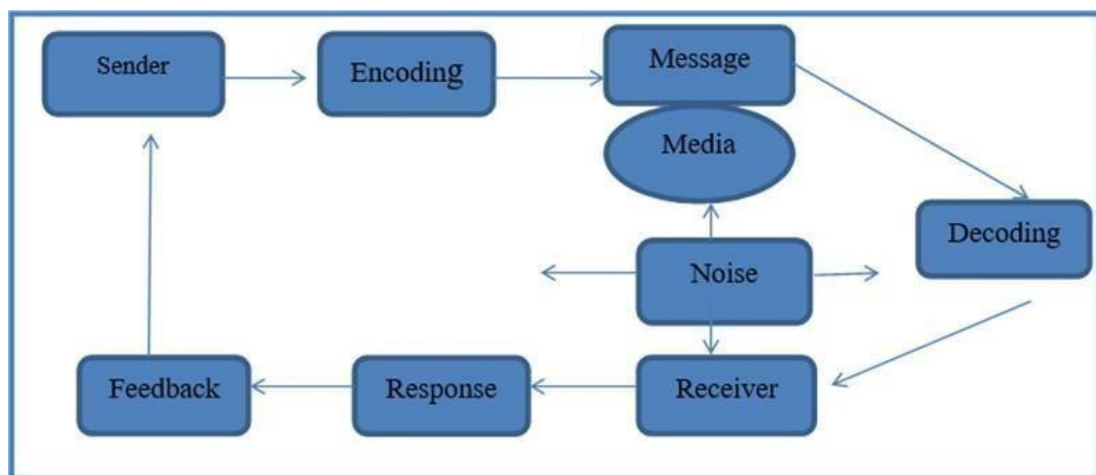 Sender
Encoding
Message
Media
Decoding
Noise
Feedback
Response
Receiver